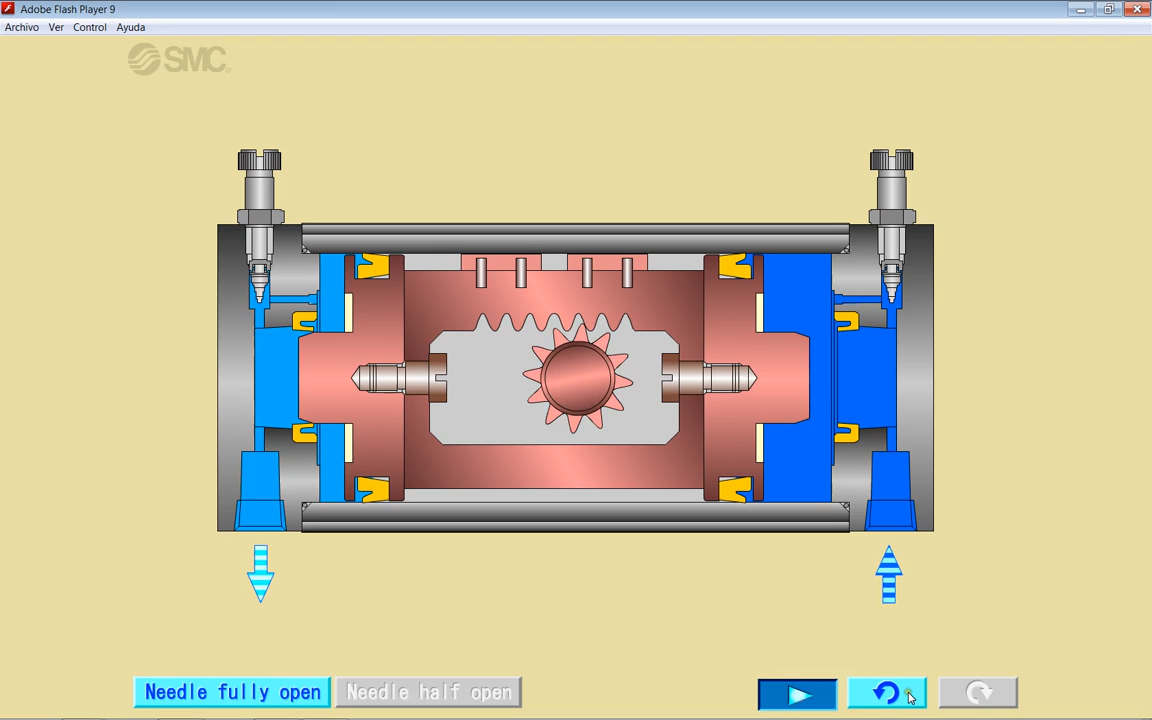 Adobe Flash Player 9
Archivo Ver Control Ayuda
SMC
Needle fully open
Needle half open